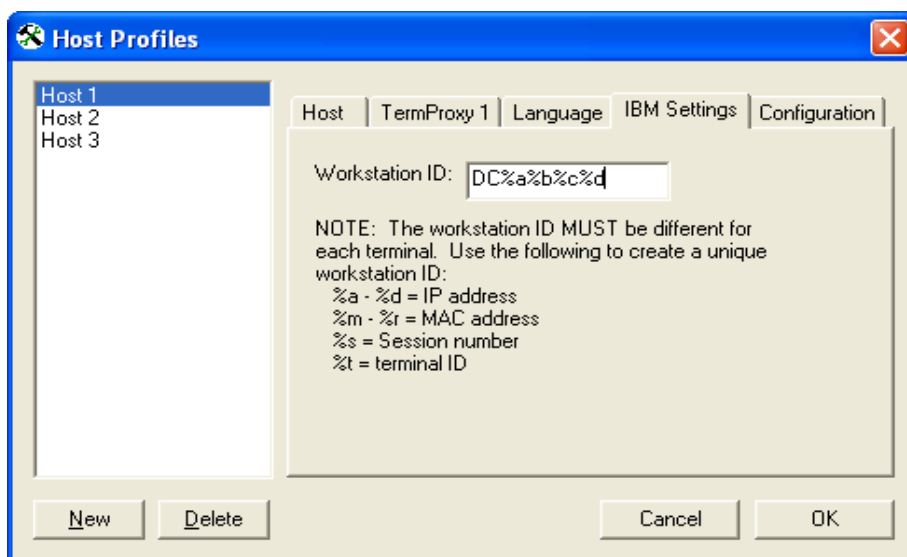 Host Profiles
Host 1
Host 2
Host 3
Host TermProxy 1 Language IBM Settings Configuration
Workstation ID: DC%a%b%c%d
NOTE: The workstation ID MUST be different for
each terminal. Use the following to create a unique
workstation ID:
%a - %d = IP address
%m - %r = MAC address
%s = Session number
%t = terminal ID
New Delete Cancel OK